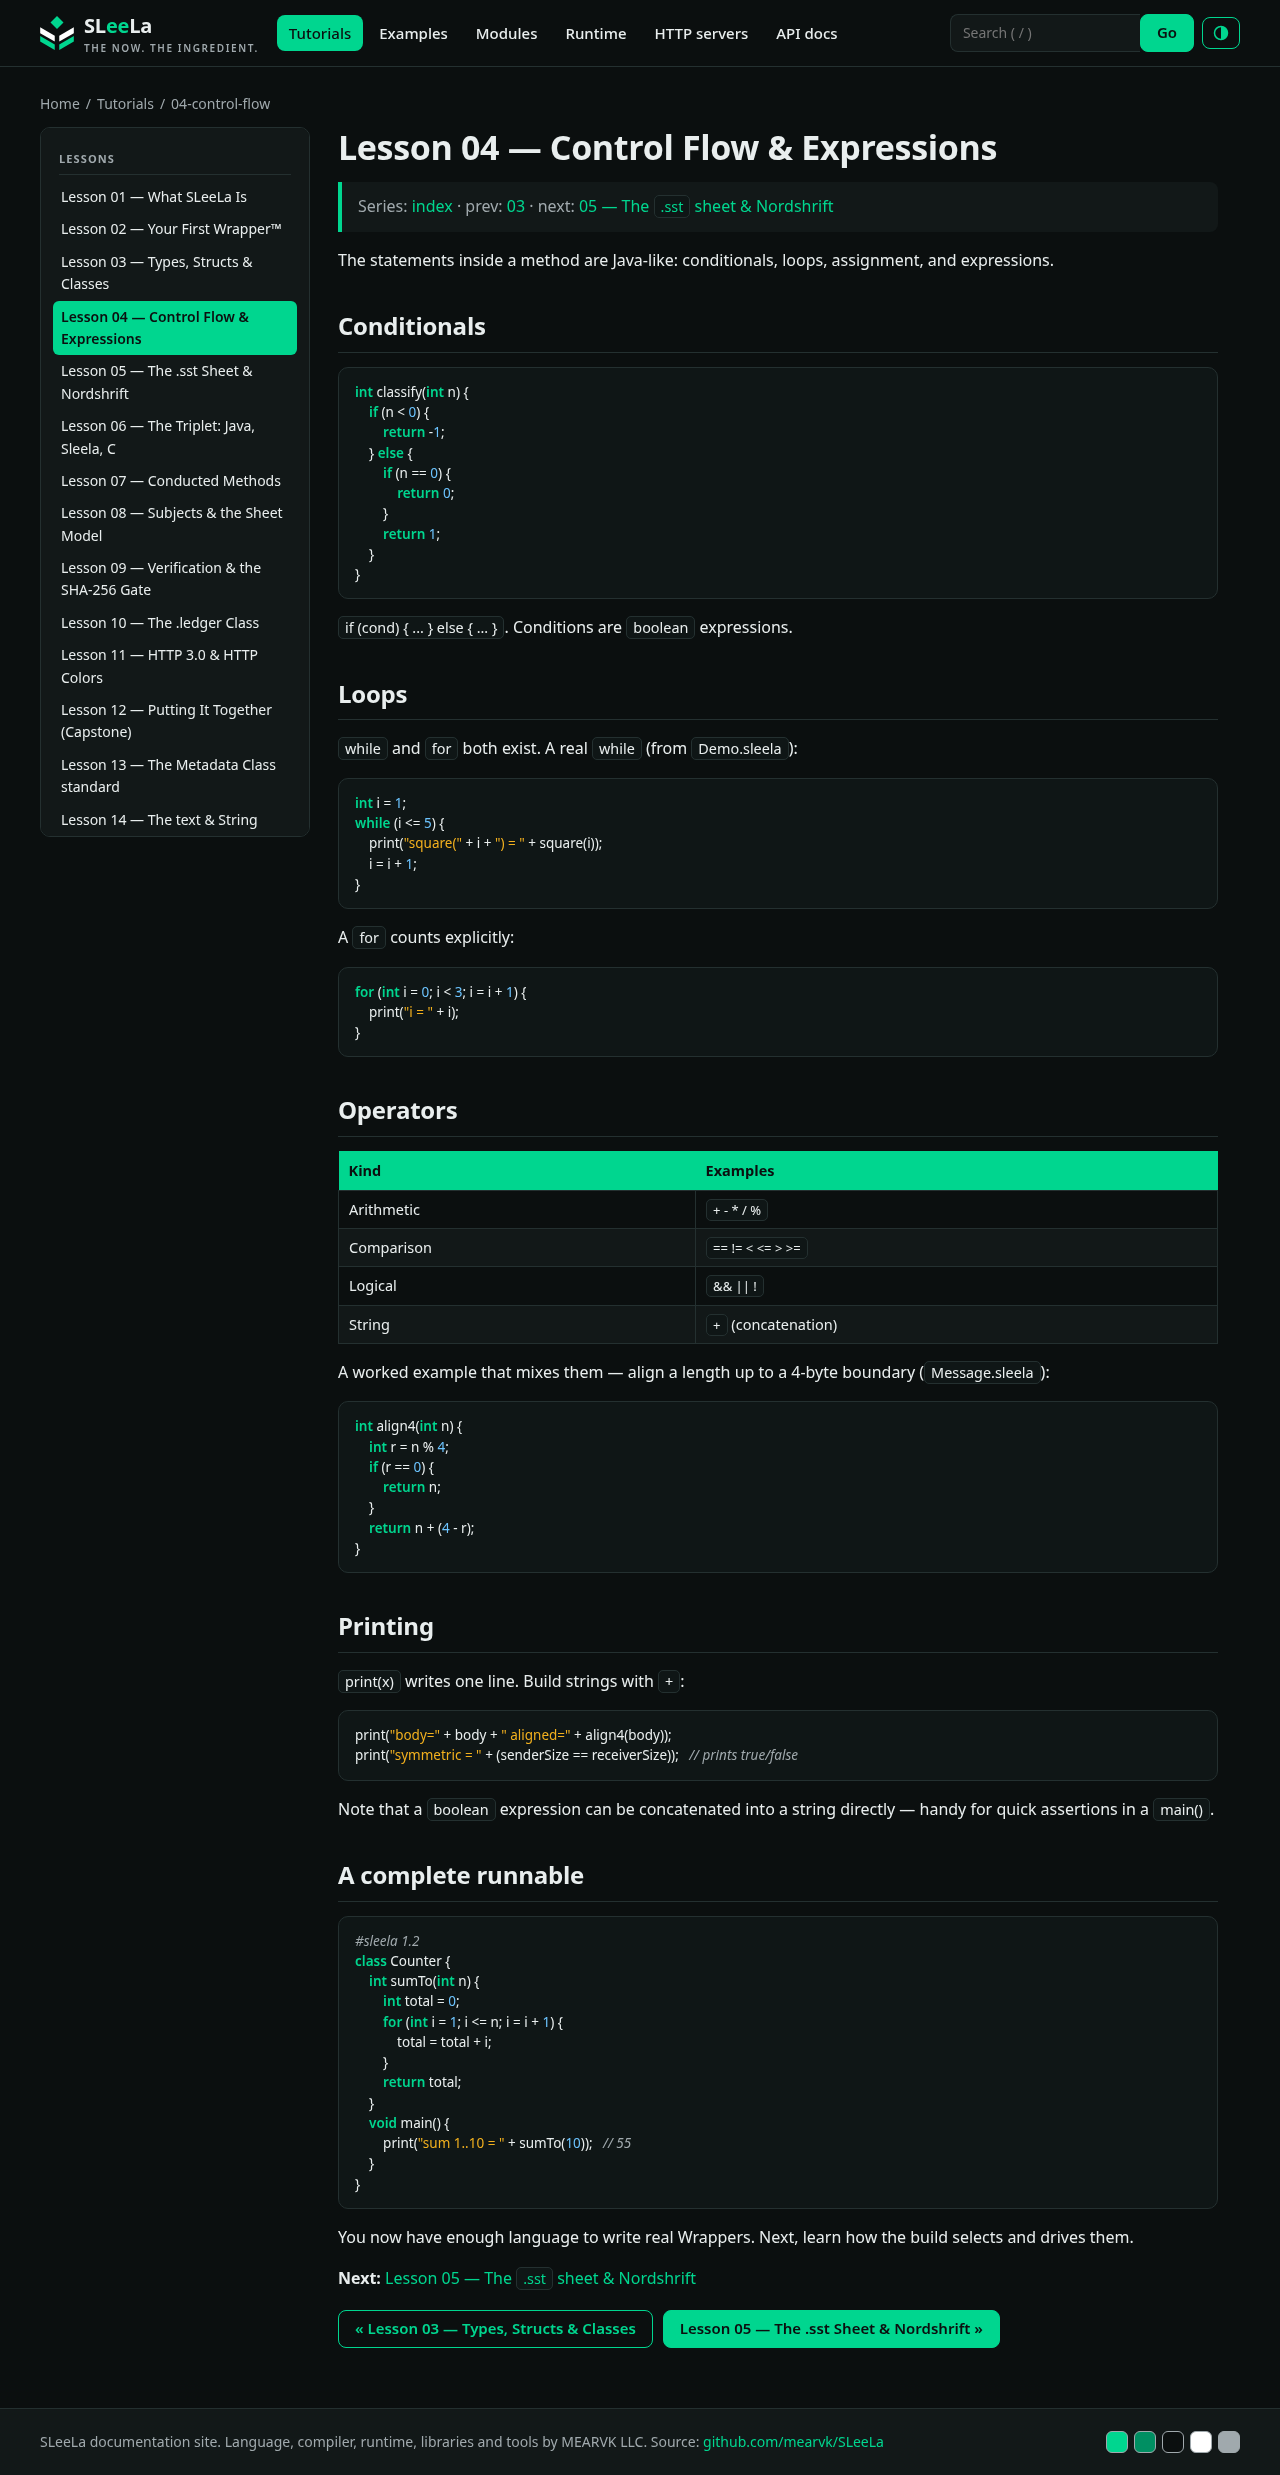 SLeeLa
THE NOW. THE INGREDIENT.
Tutorials
Examples
Modules
Runtime
HTTP servers
API docs
Search ( / )
Go
Home / Tutorials / 04-control-flow
LESSONS
Lesson 01 — What SLeeLa Is
Lesson 02 — Your First Wrapper™
Lesson 03 — Types, Structs &
Classes
Lesson 04 — Control Flow &
Expressions
Lesson 05 — The .sst Sheet &
Nordshrift
Lesson 06 — The Triplet: Java,
Sleela, C
Lesson 07 — Conducted Methods
Lesson 08 — Subjects & the Sheet
Model
Lesson 09 — Verification & the
SHA-256 Gate
Lesson 10 — The .ledger Class
Lesson 11 — HTTP 3.0 & HTTP
Colors
Lesson 12 — Putting It Together
(Capstone)
Lesson 13 — The Metadata Class
standard
Lesson 14 — The text & String
Lesson 04 — Control Flow & Expressions
Series: index · prev: 03 · next: 05 — The .sst sheet & Nordshrift
The statements inside a method are Java-like: conditionals, loops, assignment, and expressions.
Conditionals
int classify(int n) {
if (n < 0) {
return -1;
} else {
if (n == 0) {
return 0;
}
return 1;
}
}
if (cond) { … } else { … }. Conditions are boolean expressions.
Loops
while and for both exist. A real while (from Demo.sleela):
int i = 1;
while (i <= 5) {
print("square(" + i + ") = " + square(i));
i = i + 1;
}
A for counts explicitly:
for (int i = 0; i < 3; i = i + 1) {
print("i = " + i);
}
Operators
Kind Examples
Arithmetic + - * / %
Comparison == != < <= > >=
Logical && || !
String + (concatenation)
A worked example that mixes them — align a length up to a 4-byte boundary (Message.sleela):
int align4(int n) {
int r = n % 4;
if (r == 0) {
return n;
}
return n + (4 - r);
}
Printing
print(x) writes one line. Build strings with +:
print("body=" + body + " aligned=" + align4(body));
print("symmetric = " + (senderSize == receiverSize)); // prints true/false
Note that a boolean expression can be concatenated into a string directly — handy for quick assertions in a main().
A complete runnable
#sleela 1.2
class Counter {
int sumTo(int n) {
int total = 0;
for (int i = 1; i <= n; i = i + 1) {
total = total + i;
}
return total;
}
void main() {
print("sum 1..10 = " + sumTo(10)); // 55
}
}
You now have enough language to write real Wrappers. Next, learn how the build selects and drives them.
Next: Lesson 05 — The .sst sheet & Nordshrift
« Lesson 03 — Types, Structs & Classes
Lesson 05 — The .sst Sheet & Nordshrift »
SLeeLa documentation site. Language, compiler, runtime, libraries and tools by MEARVK LLC. Source: github.com/mearvk/SLeeLa